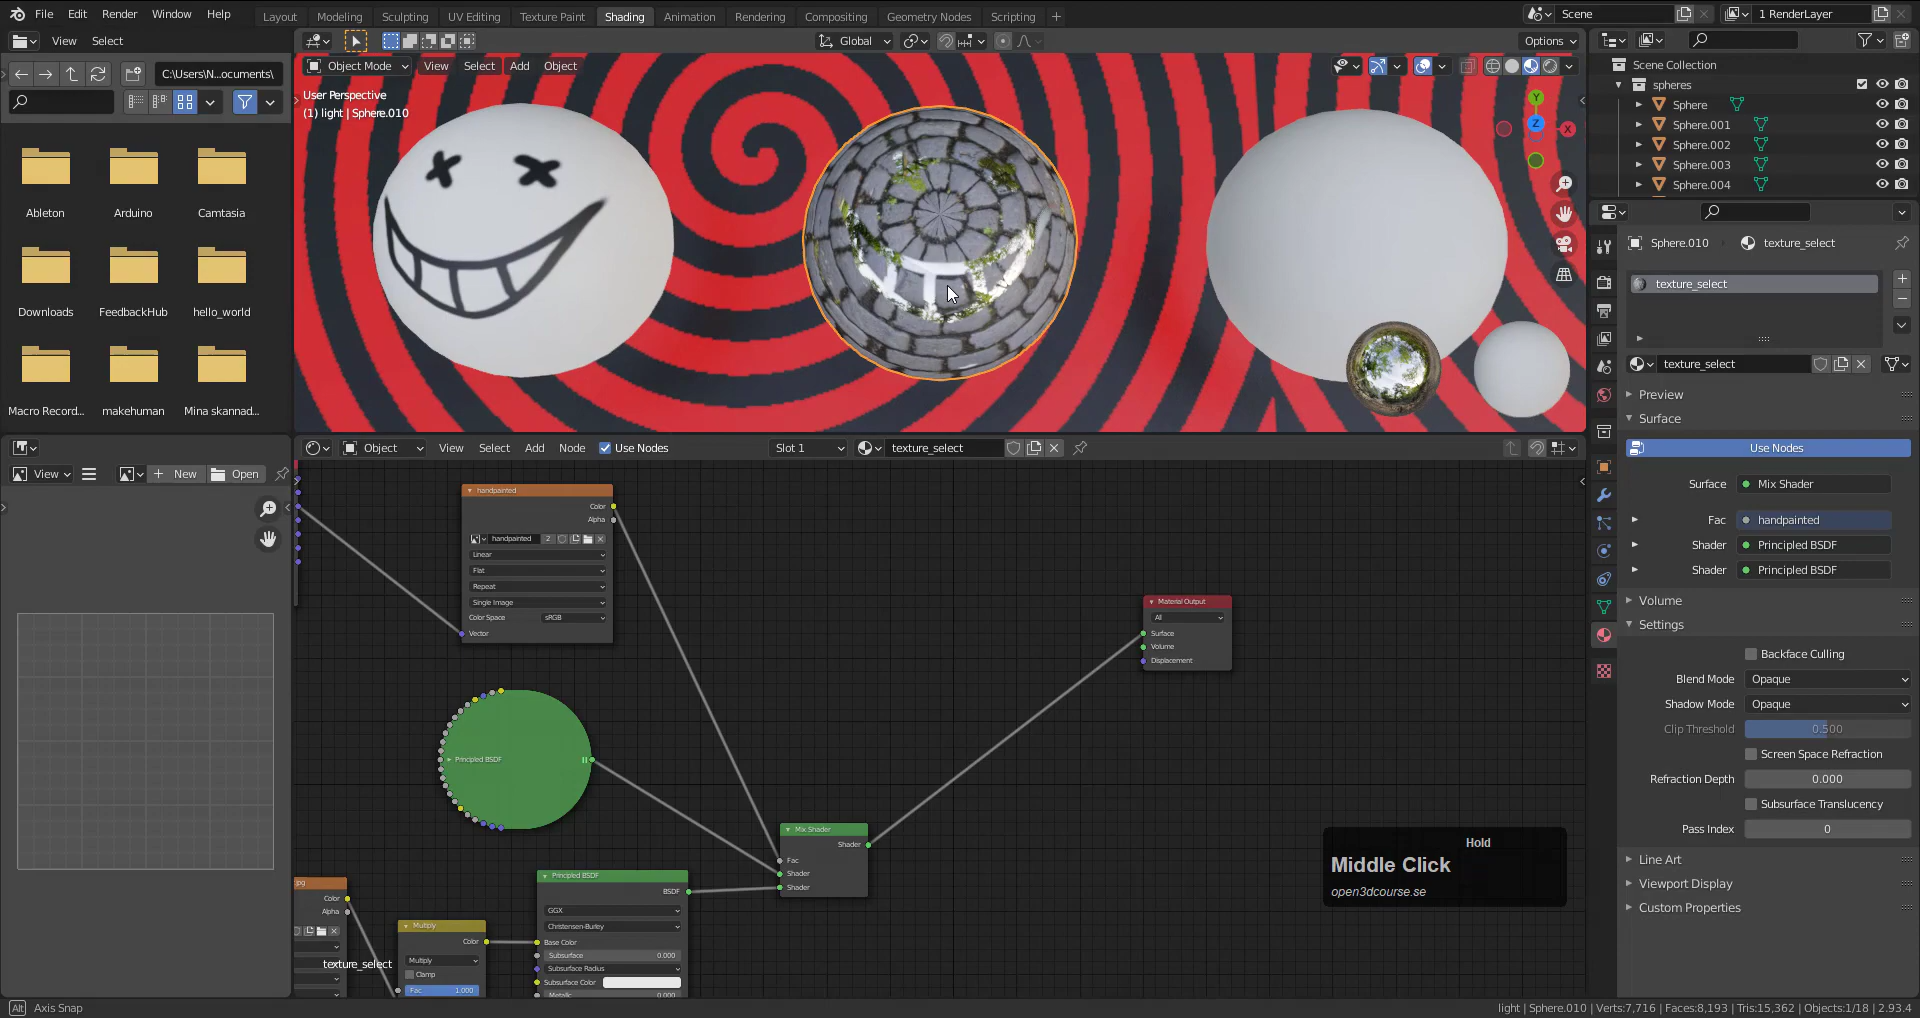 File Edit Render Window Help
Layout Modeling Sculpting UV Editing Texture Paint Shading Animation Rendering Compositing Geometry Nodes Scripting +
Scene
1 RenderLayer
View Select
Global
Options
C:\Users\N...ocuments\
Object Mode View Select Add Object
User Perspective
(1) light | Sphere.010
Y
Z
X
Ableton Arduino Camtasia
Downloads FeedbackHub hello_world
Macro Record... makehuman Mina skannad...
View New Open
Object View Select Add Node Use Nodes Slot 1 texture_select
handpainted
Color
Alpha
handpainted 2
Linear
Flat
Repeat
Single Image
Color Space sRGB
Vector
Principled BSDF
Material Output
All
Surface
Volume
Displacement
Mix Shader
Shader
Fac
Shader
Shader
jpg
Color
Alpha
Multiply
Color
Multiply
Clamp
Fac 1.000
texture_select
Principled BSDF
BSDF
GGX
Christensen-Burley
Base Color
Subsurface 0.000
Subsurface Radius
Subsurface Color
Metallic 0.000
Hold
Middle Click
open3dcourse.se
Scene Collection
spheres
Sphere
Sphere.001
Sphere.002
Sphere.003
Sphere.004
Sphere.010 texture_select
texture_select
texture_select
Preview
Surface
Use Nodes
Surface Mix Shader
Fac handpainted
Shader Principled BSDF
Shader Principled BSDF
Volume
Settings
Backface Culling
Blend Mode Opaque
Shadow Mode Opaque
Clip Threshold 0.500
Screen Space Refraction
Refraction Depth 0.000
Subsurface Translucency
Pass Index 0
Line Art
Viewport Display
Custom Properties
Alt Axis Snap
light | Sphere.010 | Verts:7,716 | Faces:8,193 | Tris:15,362 | Objects:1/18 | 2.93.4